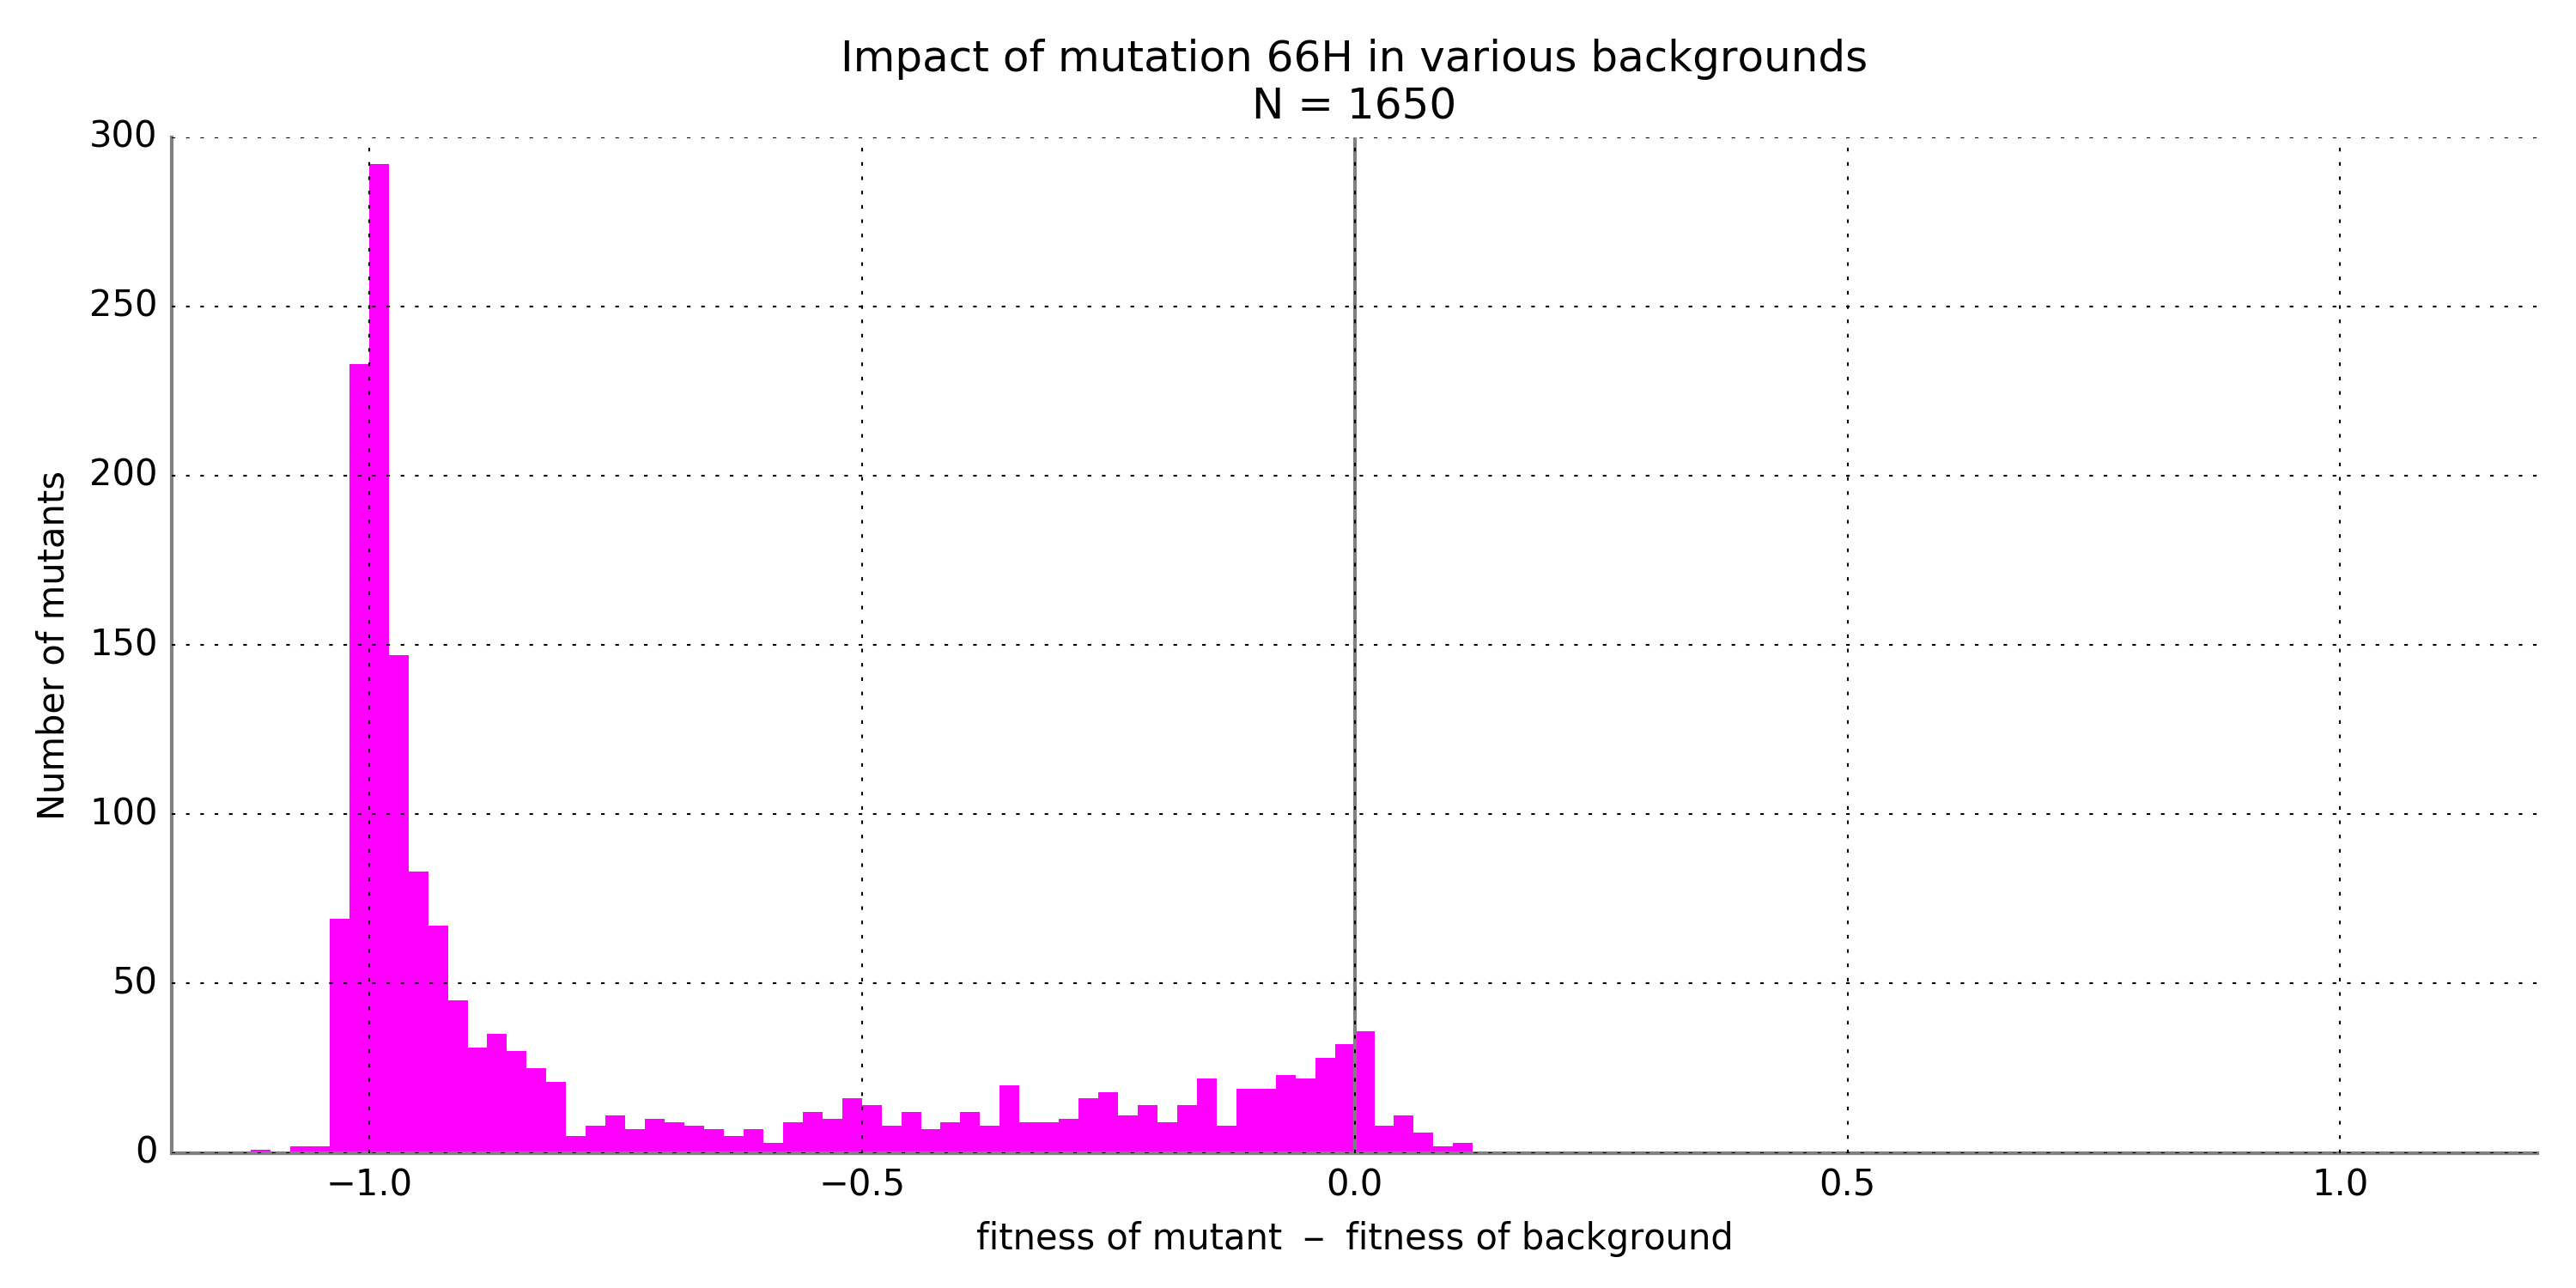 Impact of mutation 66H in various backgrounds
N = 1650
300
250
200
150
100
50
0
Number of mutants
−1.0 −0.5 0.0 0.5 1.0
fitness of mutant – fitness of background